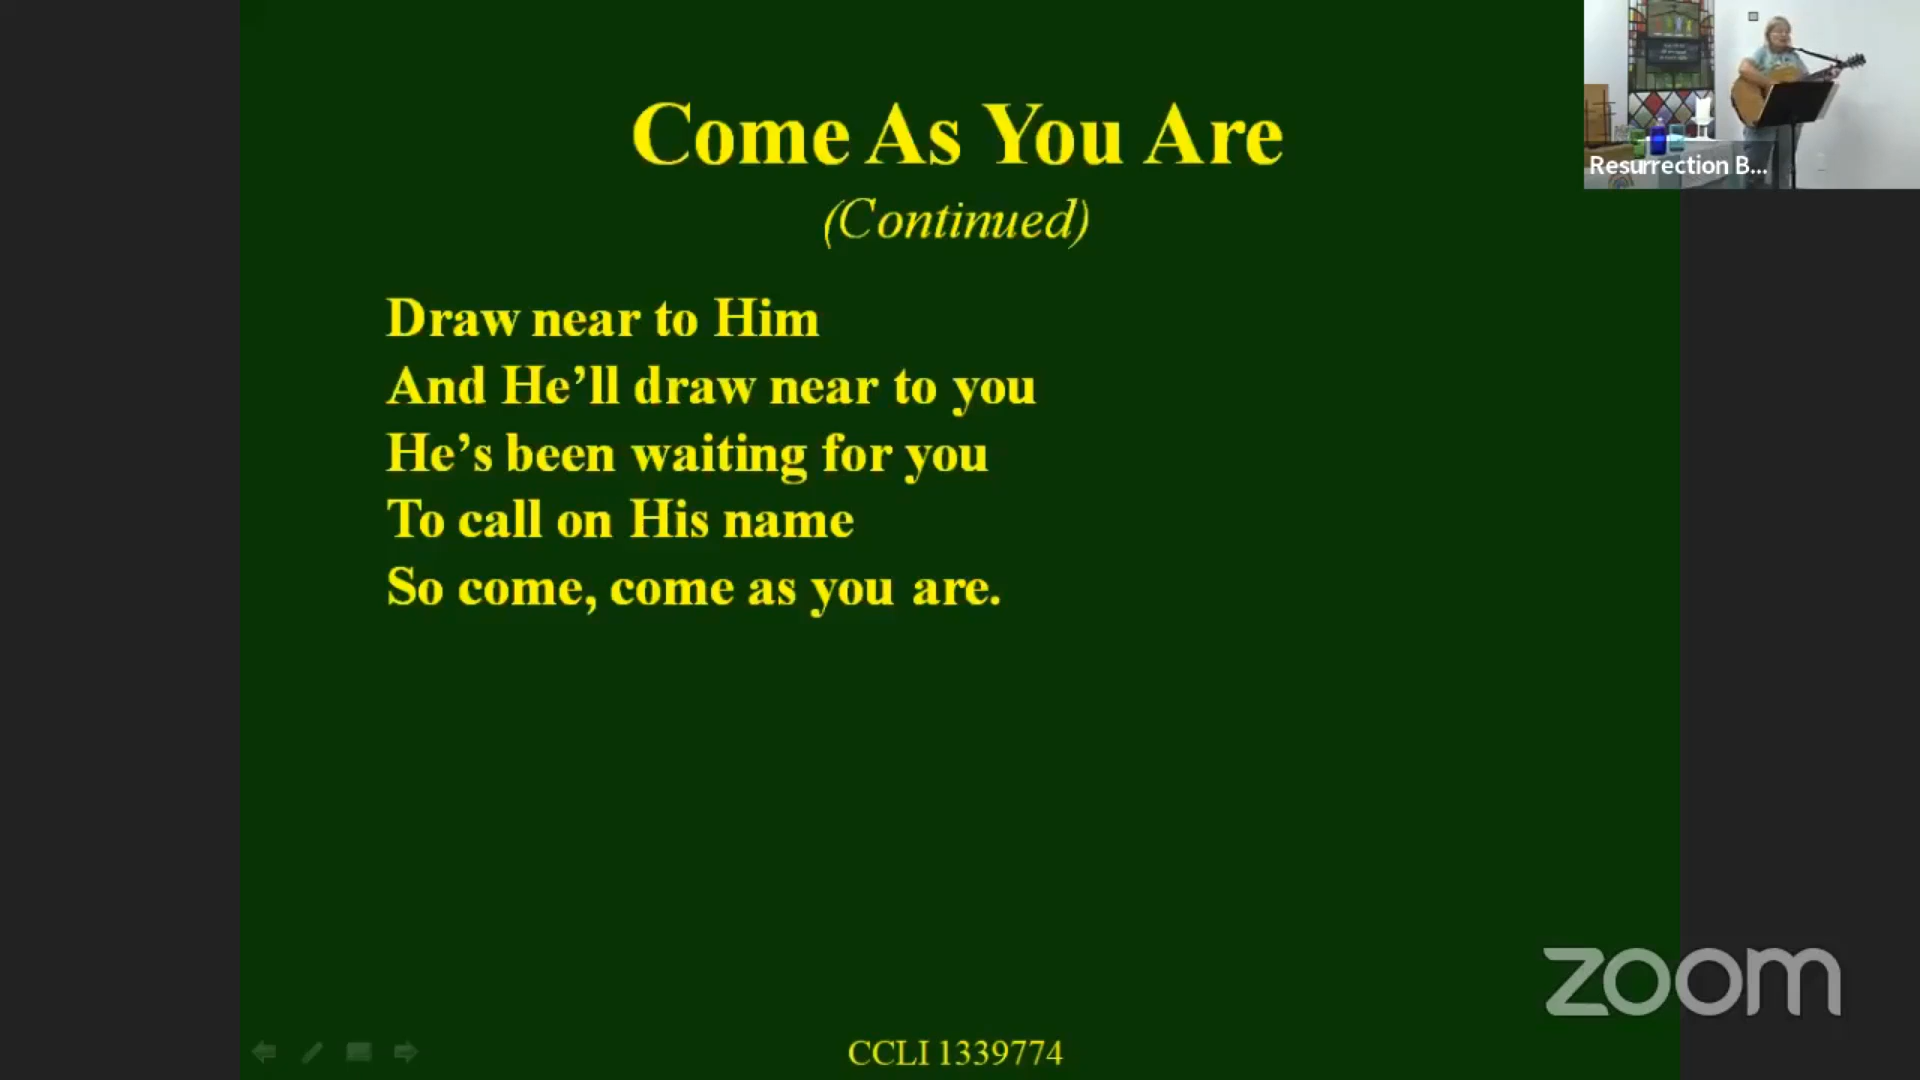 Come As You Are
(Continued)
Draw near to Him
And He’ll draw near to you
He’s been waiting for you
To call on His name
So come, come as you are.
CCLI 1339774
Resurrection B...
zoom